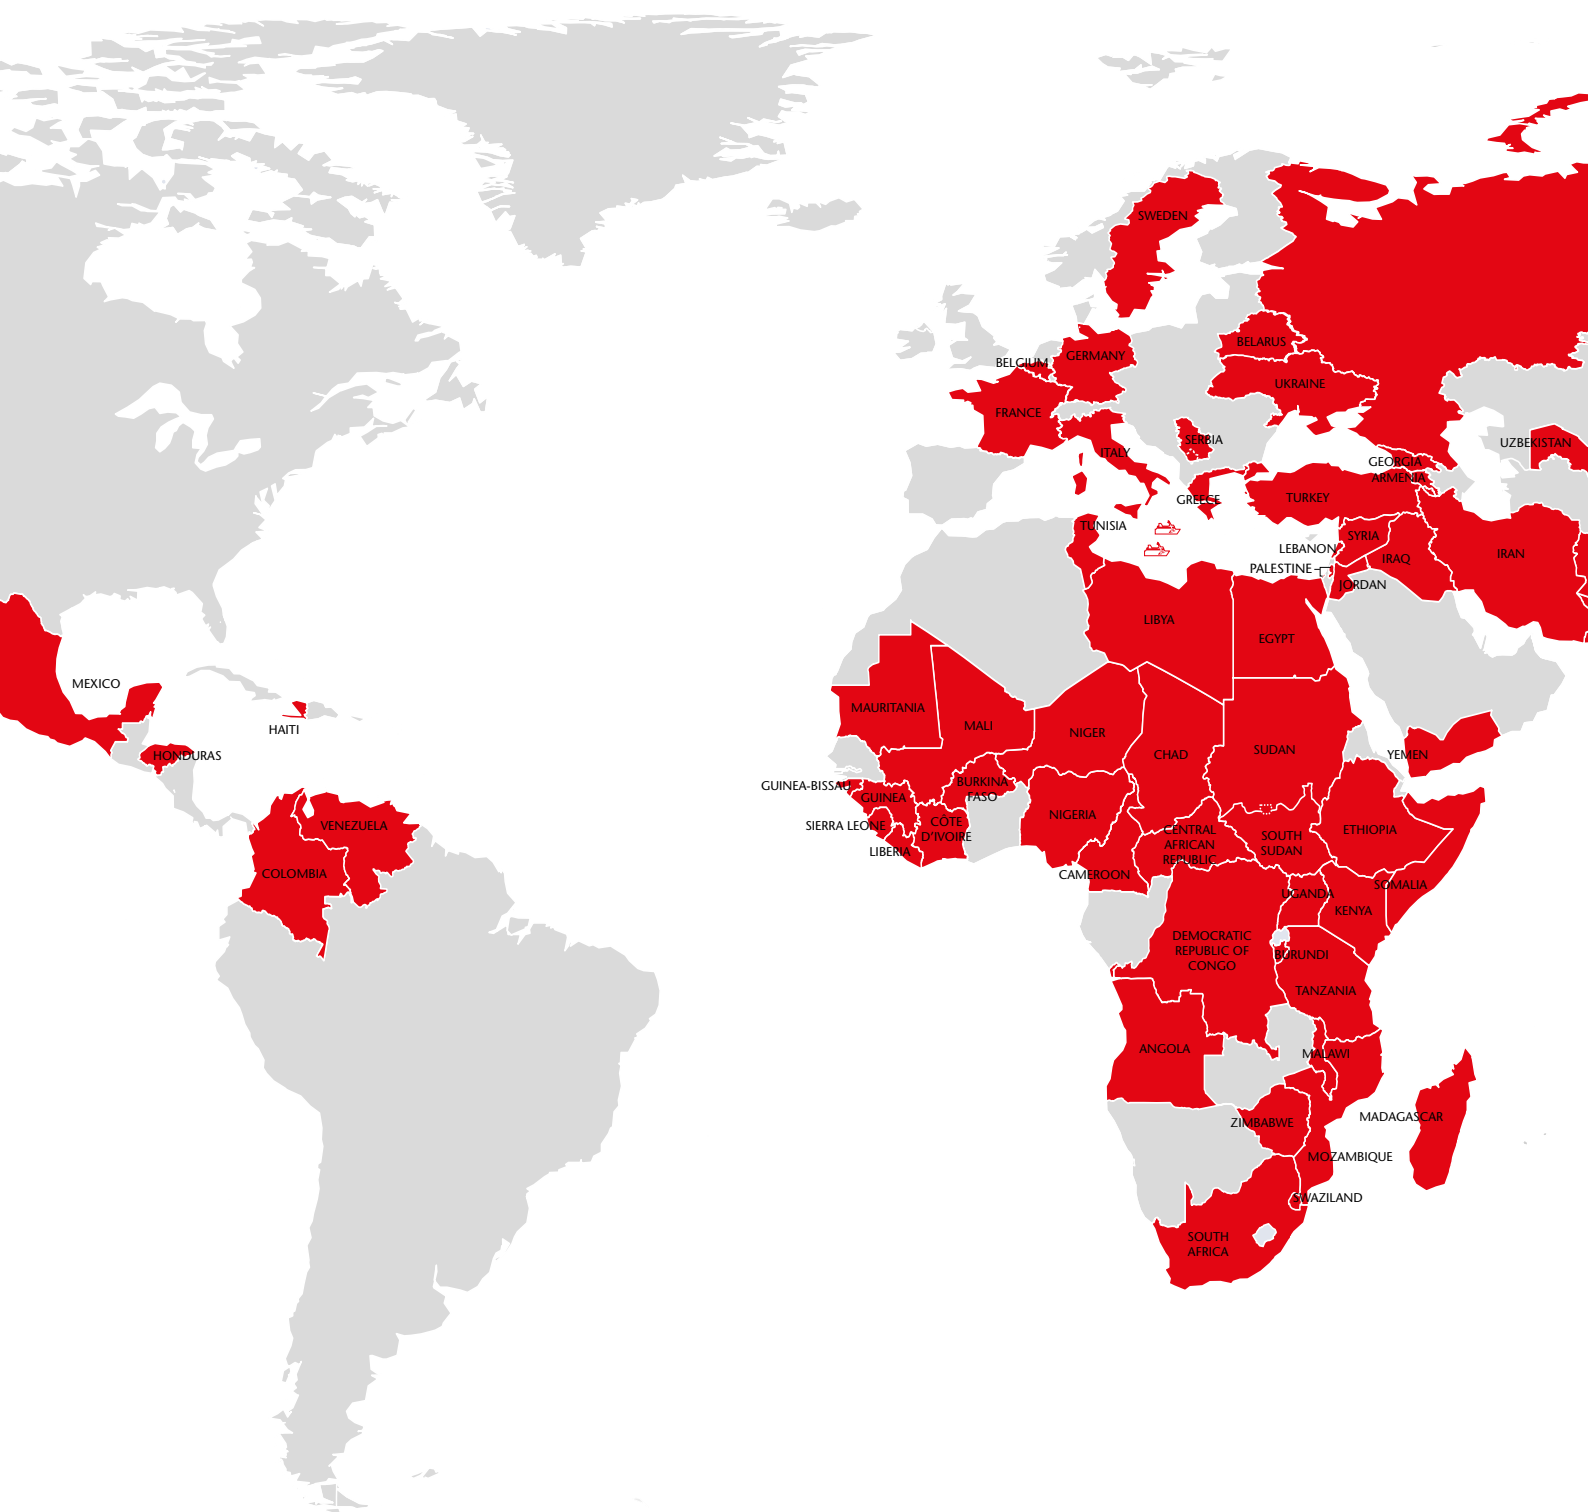 SWEDEN
BELARUS
BELGIUM
GERMANY
UKRAINE
FRANCE
SERBIA
UZBEKISTAN
ITALY
GEORGIA
ARMENIA
GREECE
TURKEY
TUNISIA
SYRIA
LEBANON
IRAQ
IRAN
PALESTINE
JORDAN
LIBYA
EGYPT
MEXICO
HAITI
HONDURAS
MAURITANIA
MALI
NIGER
CHAD
SUDAN
YEMEN
GUINEA-BISSAU
BURKINA
FASO
GUINEA
SIERRA LEONE
CÔTE
D'IVOIRE
LIBERIA
NIGERIA
CENTRAL
AFRICAN
REPUBLIC
SOUTH
SUDAN
ETHIOPIA
VENEZUELA
COLOMBIA
CAMEROON
UGANDA
SOMALIA
KENYA
DEMOCRATIC
REPUBLIC OF
CONGO
BURUNDI
TANZANIA
ANGOLA
MALAWI
ZIMBABWE
MADAGASCAR
MOZAMBIQUE
SWAZILAND
SOUTH
AFRICA